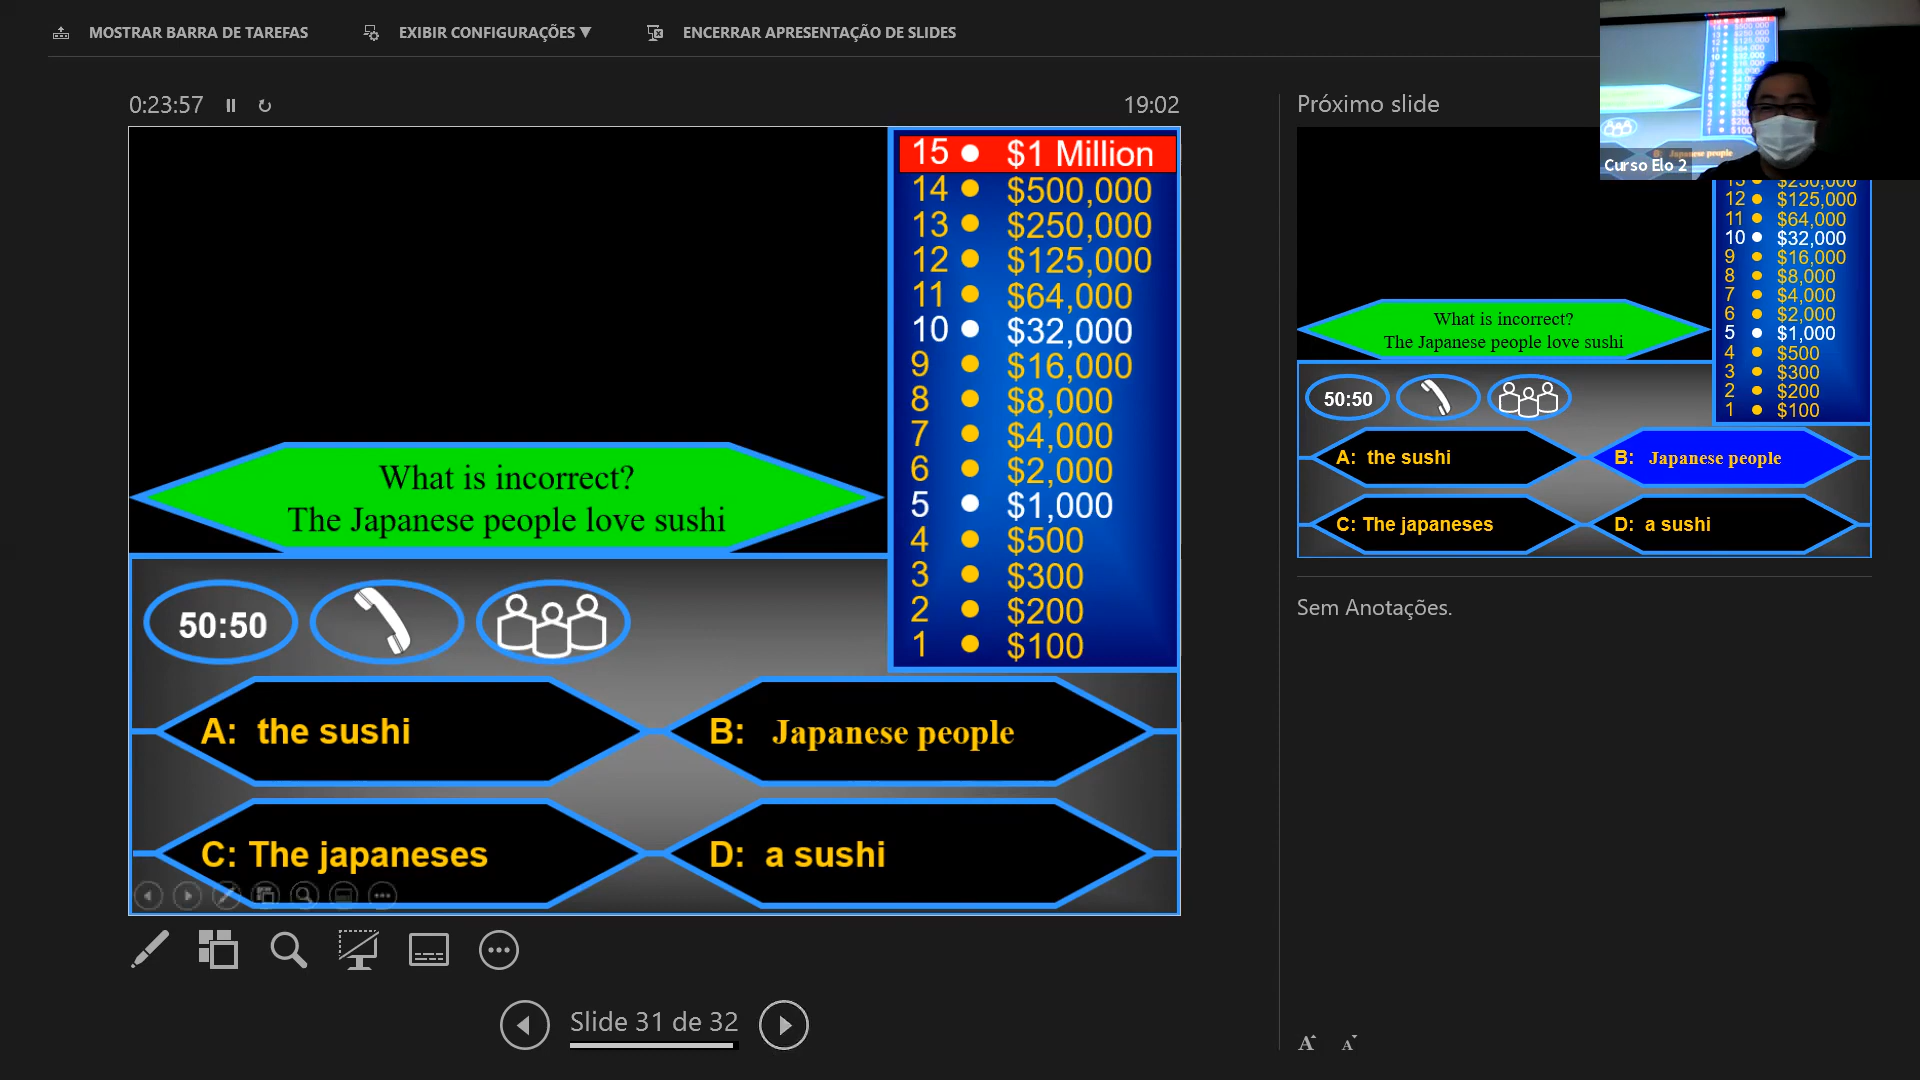 MOSTRAR BARRA DE TAREFAS
EXIBIR CONFIGURAÇÕES ▼
ENCERRAR APRESENTAÇÃO DE SLIDES
0:23:57
19:02
15 $1 Million
14 $500,000
13 $250,000
12 $125,000
11 $64,000
10 $32,000
9 $16,000
8 $8,000
7 $4,000
6 $2,000
5 $1,000
4 $500
3 $300
2 $200
1 $100
What is incorrect?
The Japanese people love sushi
50:50
A: the sushi
B: Japanese people
C: The japaneses
D: a sushi
Slide 31 de 32
Próximo slide
Curso Elo 2
13 $250,000
12 $125,000
11 $64,000
10 $32,000
9 $16,000
8 $8,000
7 $4,000
6 $2,000
5 $1,000
4 $500
3 $300
2 $200
1 $100
What is incorrect?
The Japanese people love sushi
50:50
A: the sushi
B: Japanese people
C: The japaneses
D: a sushi
Sem Anotações.
A A